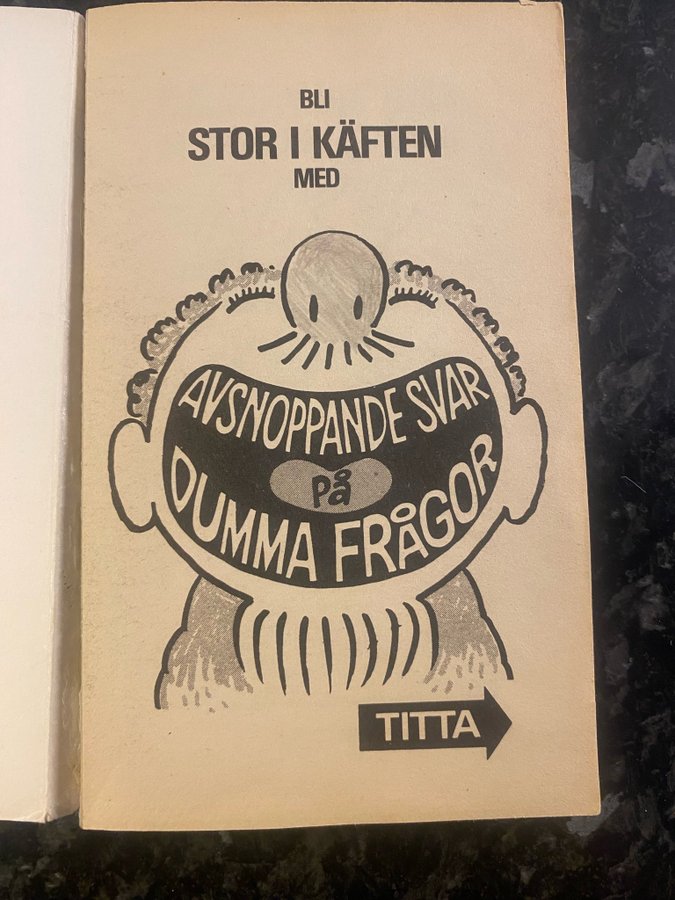 BLI
STOR I KÄFTEN
MED
AVSNOPPANDE SVAR
på
DUMMA FRÅGOR
TITTA